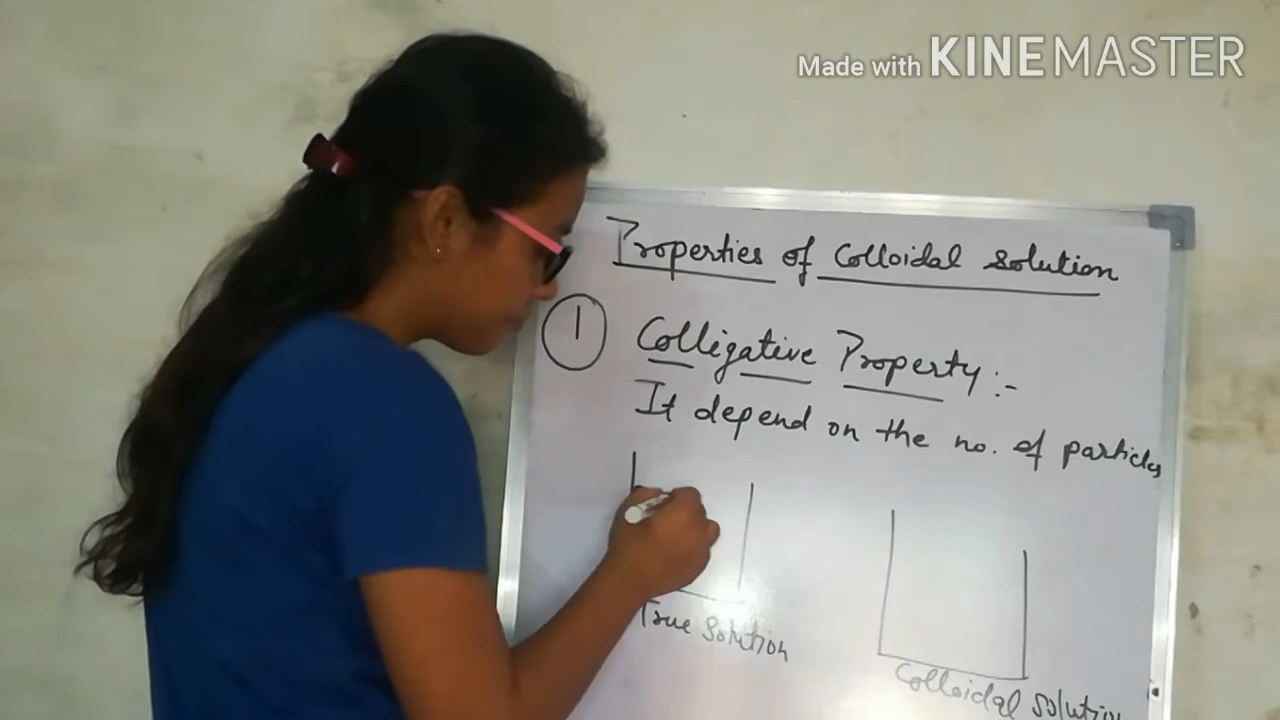 Made with KINEMASTER
Properties of Colloidal Solution
1 Colligative Property :-
It depend on the no. of particles
True Solution
Colloidal Solution